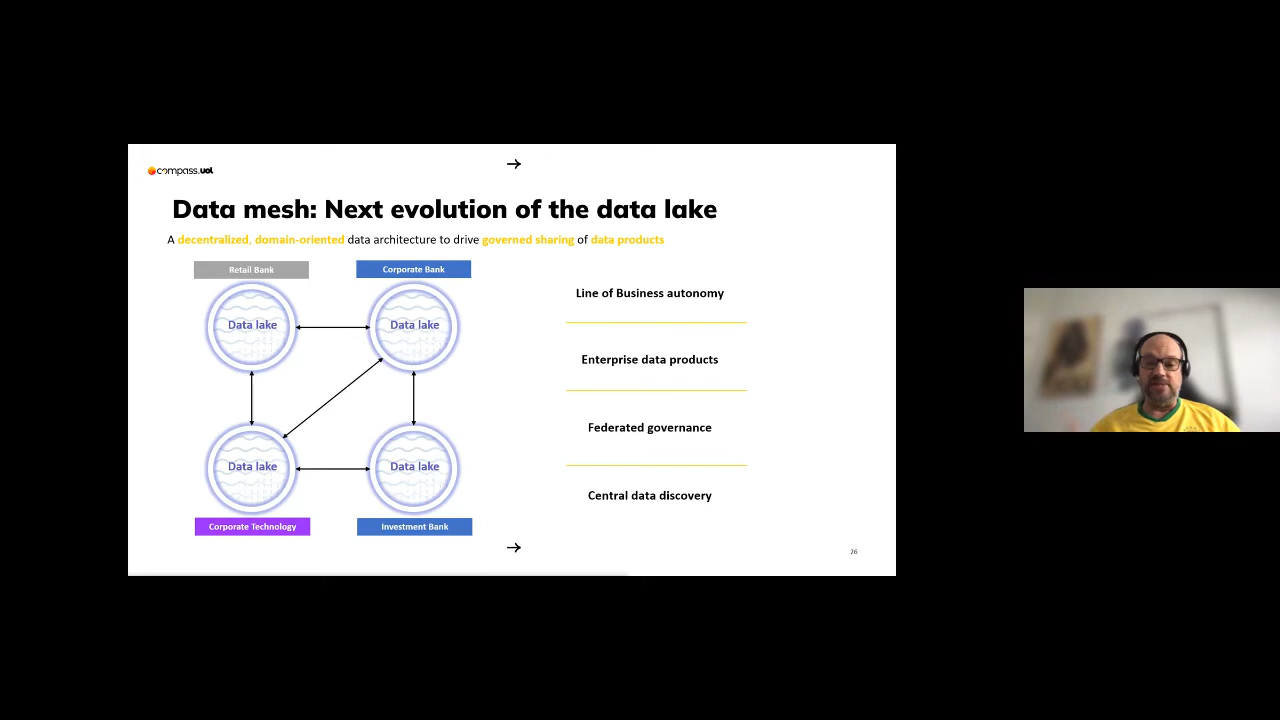 compass.uol
Data mesh: Next evolution of the data lake
A decentralized, domain-oriented data architecture to drive governed sharing of data products
Retail Bank
Corporate Bank
Data lake
Data lake
Data lake
Data lake
Corporate Technology
Investment Bank
Line of Business autonomy
Enterprise data products
Federated governance
Central data discovery
26